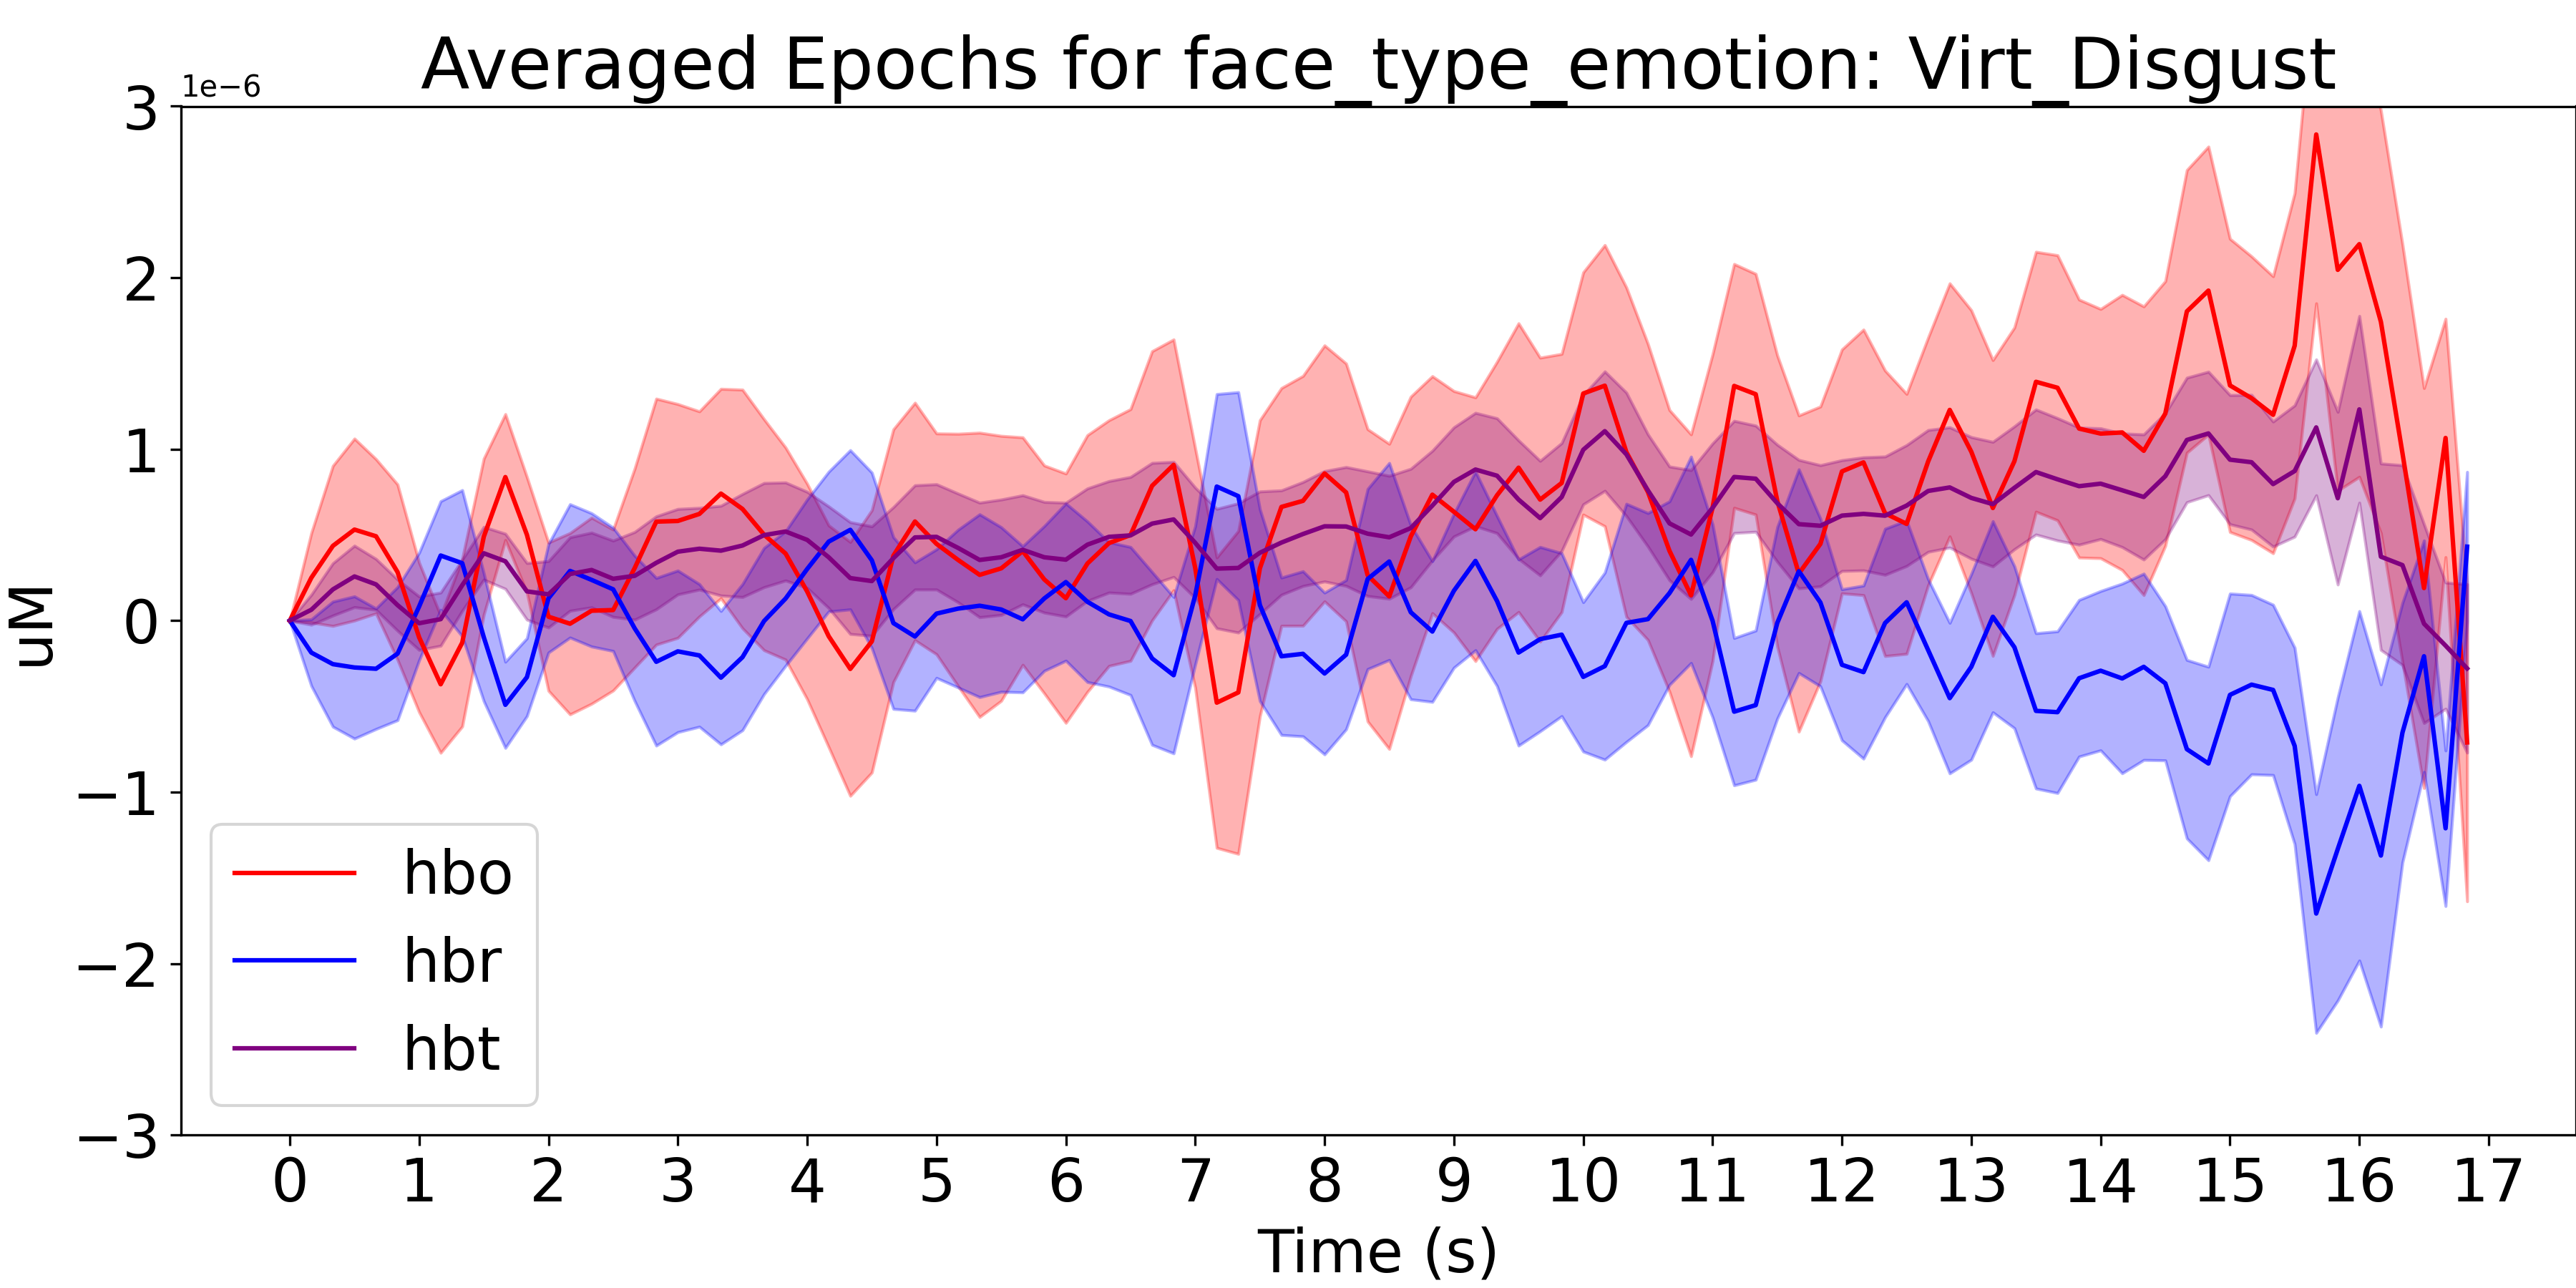 Averaged Epochs for face_type_emotion: Virt_Disgust
1e−6
3
2
1
0
−1
−2
−3
uM
hbo
hbr
hbt
0 1 2 3 4 5 6 7 8 9 10 11 12 13 14 15 16 17
Time (s)